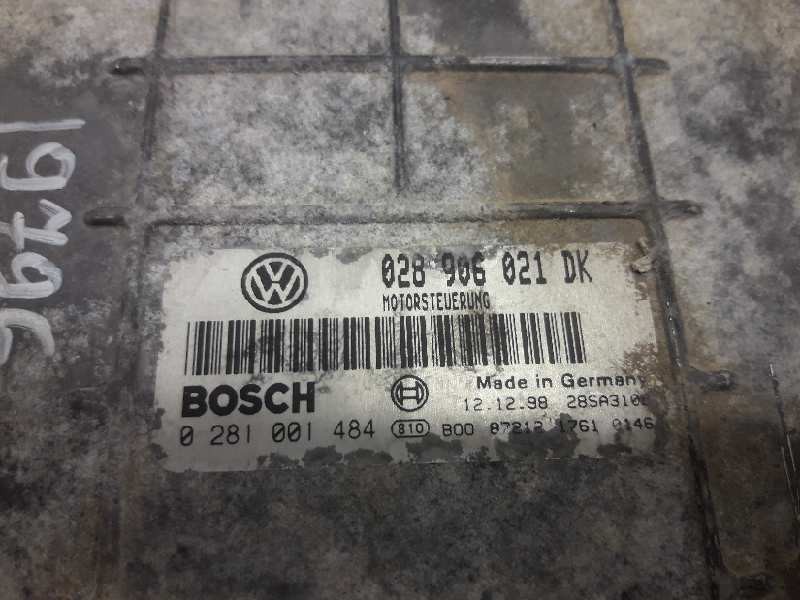 028 906 021 DK
MOTORSTEUERUNG
BOSCH
Made in Germany
12.12.98
0 281 001 484 810 B00 87212 1761 0146